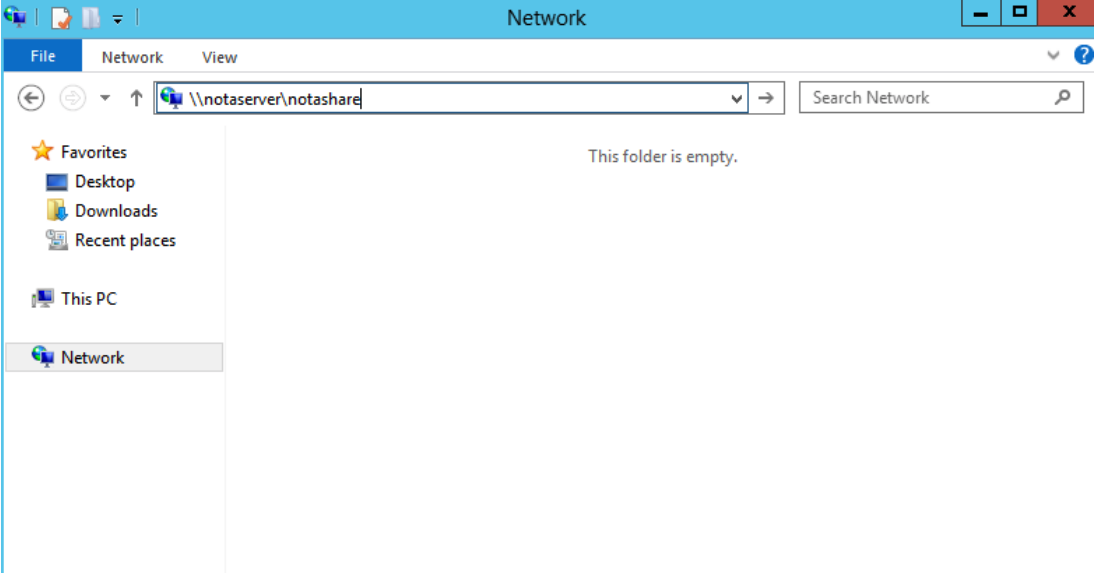 Network
File Network View
\\notaserver\notashare
Search Network
Favorites
Desktop
Downloads
Recent places
This PC
Network
This folder is empty.